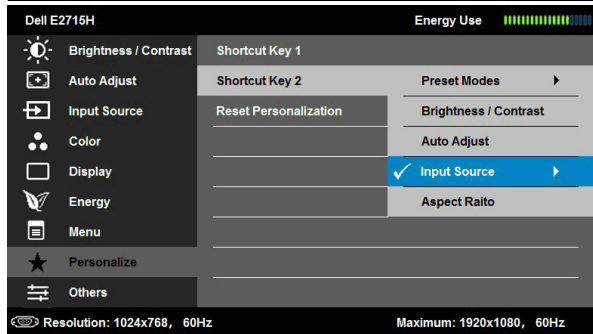 Dell E2715H Energy Use
Brightness / Contrast Shortcut Key 1
Auto Adjust Shortcut Key 2 Preset Modes
Input Source Reset Personalization Brightness / Contrast
Color Auto Adjust
Display Input Source
Energy Aspect Raito
Menu
Personalize
Others
Resolution: 1024x768, 60Hz Maximum: 1920x1080, 60Hz